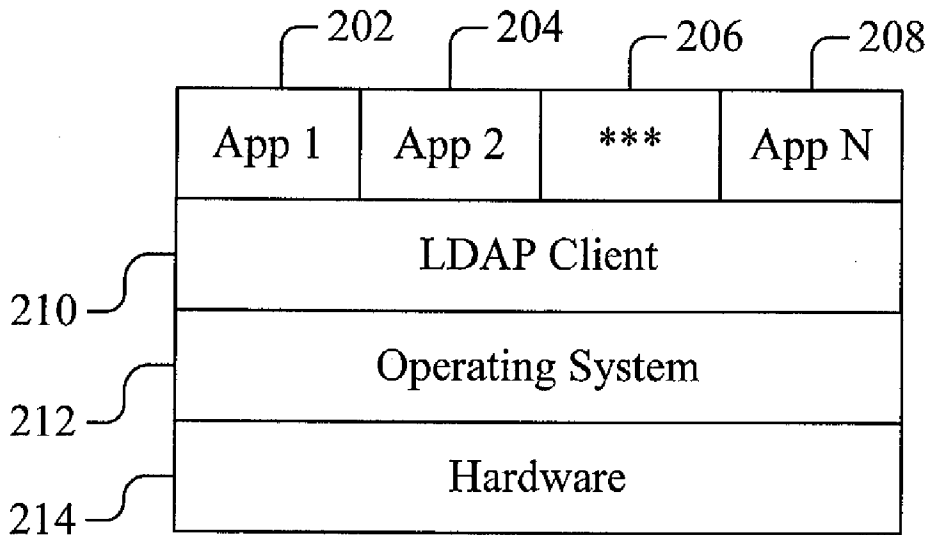 202 204 206 208
App 1 App 2 *** App N
LDAP Client
210
Operating System
212
Hardware
214